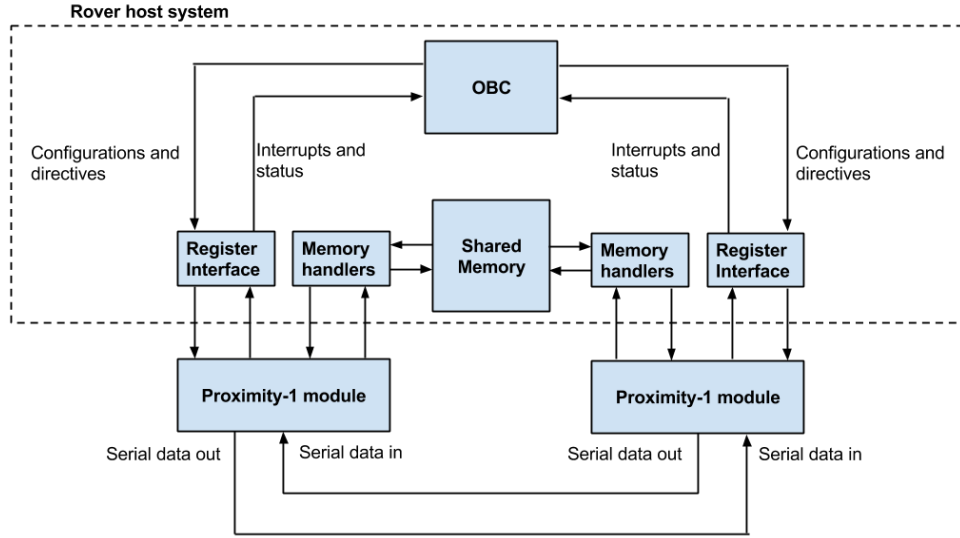 Rover host system
OBC
Configurations and
directives
Interrupts and
status
Interrupts and
status
Configurations and
directives
Register
Interface
Memory
handlers
Shared
Memory
Memory
handlers
Register
Interface
Proximity-1 module
Proximity-1 module
Serial data out
Serial data in
Serial data out
Serial data in